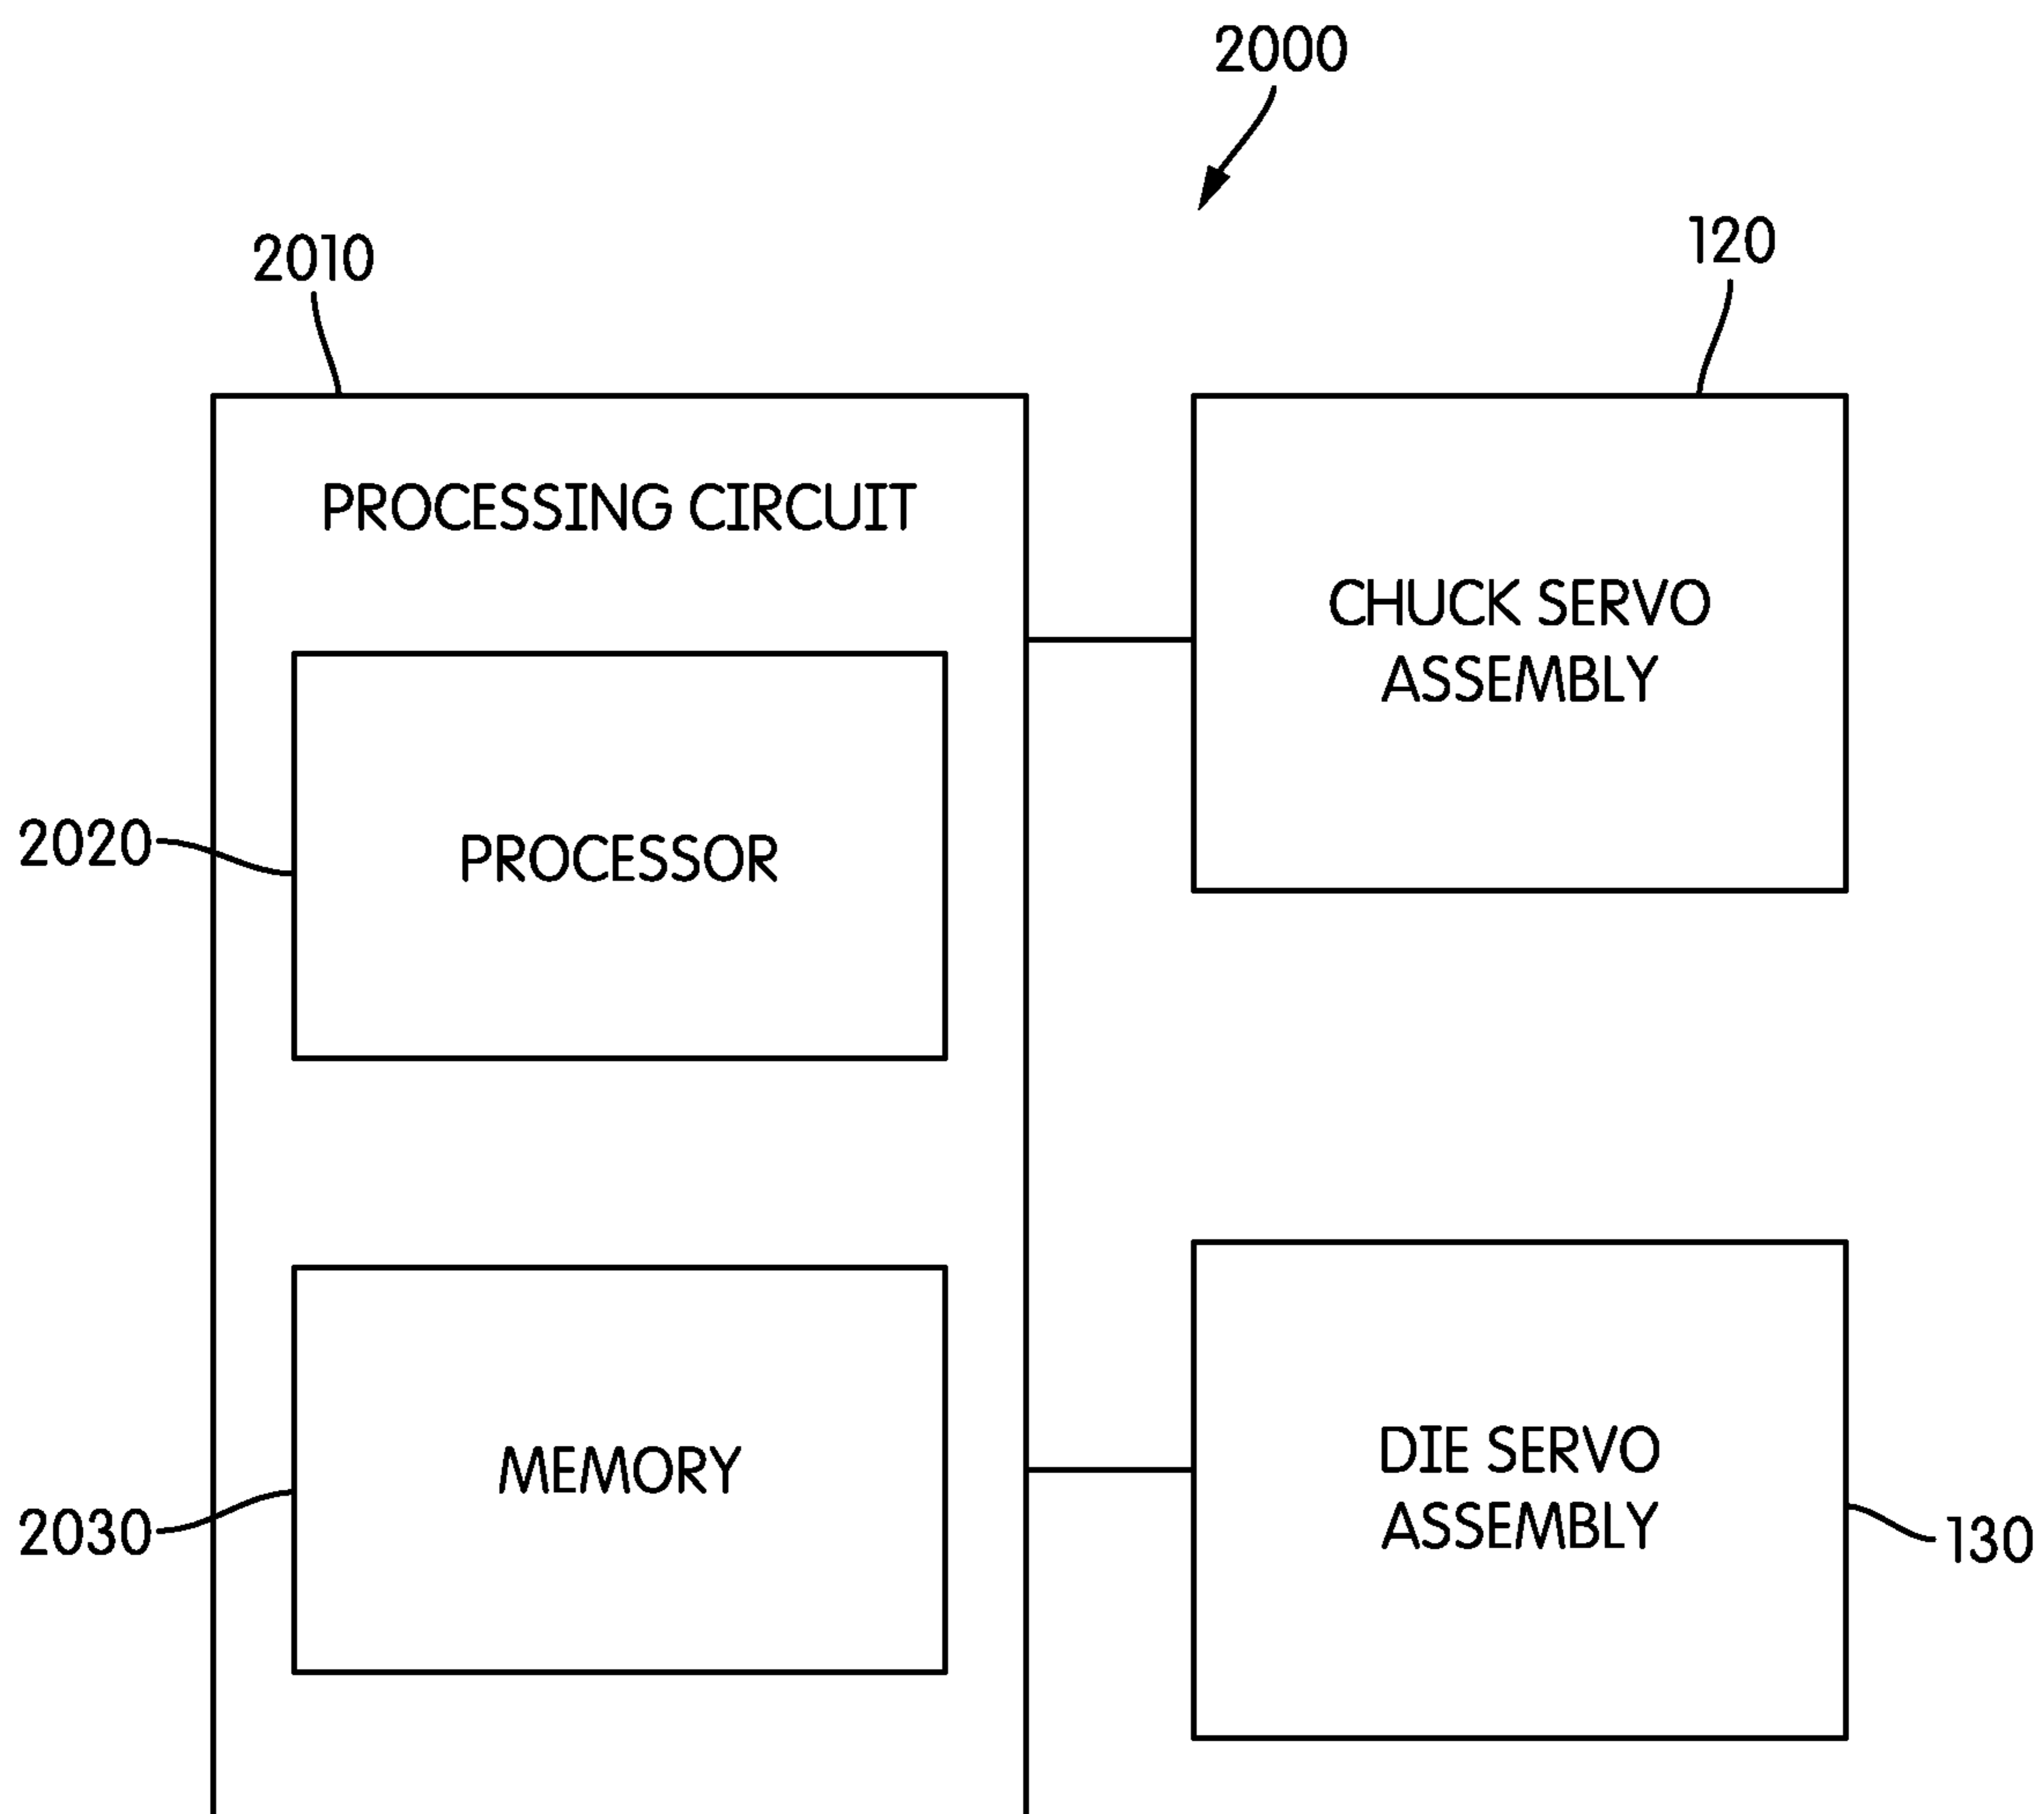 2000
2010
120
PROCESSING CIRCUIT
CHUCK SERVO
ASSEMBLY
2020
PROCESSOR
MEMORY
2030
DIE SERVO
ASSEMBLY
130